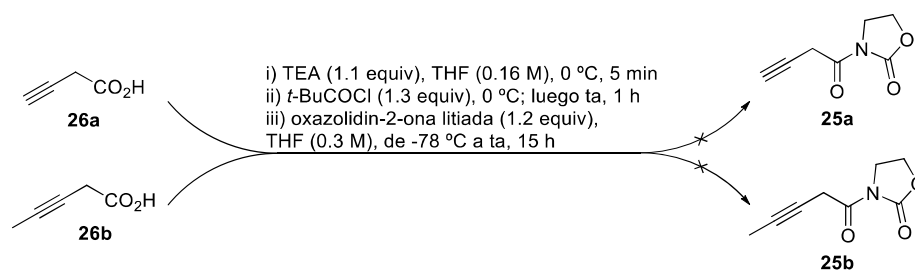 i) TEA (1.1 equiv), THF (0.16 M), 0 ºC, 5 min
ii) t-BuCOCl (1.3 equiv), 0 ºC; luego ta, 1 h
iii) oxazolidin-2-ona litiada (1.2 equiv),
THF (0.3 M), de -78 ºC a ta, 15 h
CO₂H
26a
CO₂H
26b
N
O
O
O
25a
N
O
O
O
25b